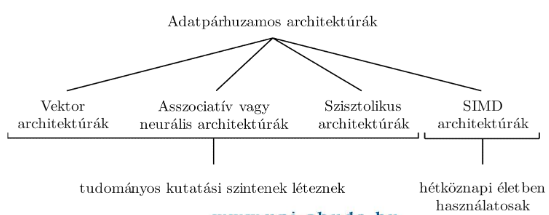 Adatpárhuzamos architektúrák
Vektor
architektúrák
Asszociatív vagy
neurális architektúrák
Szisztolikus
architektúrák
SIMD
architektúrák
tudományos kutatási szintenek léteznek
hétköznapi életben
használatosak